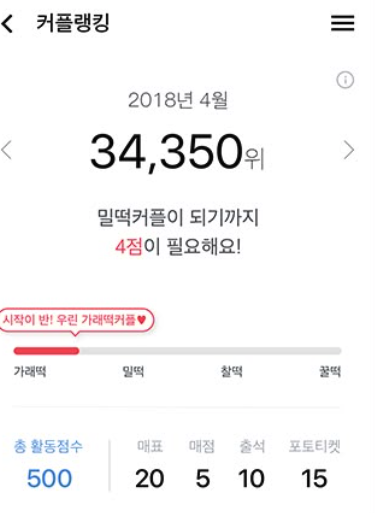 커플랭킹
2018년 4월
34,350위
밀떡커플이 되기까지
4점이 필요해요!
시작이 반! 우린 가래떡커플♥
가래떡 밀떡 찰떡 꿀떡
총 활동점수 매표 매점 출석 포토티켓
500 20 5 10 15